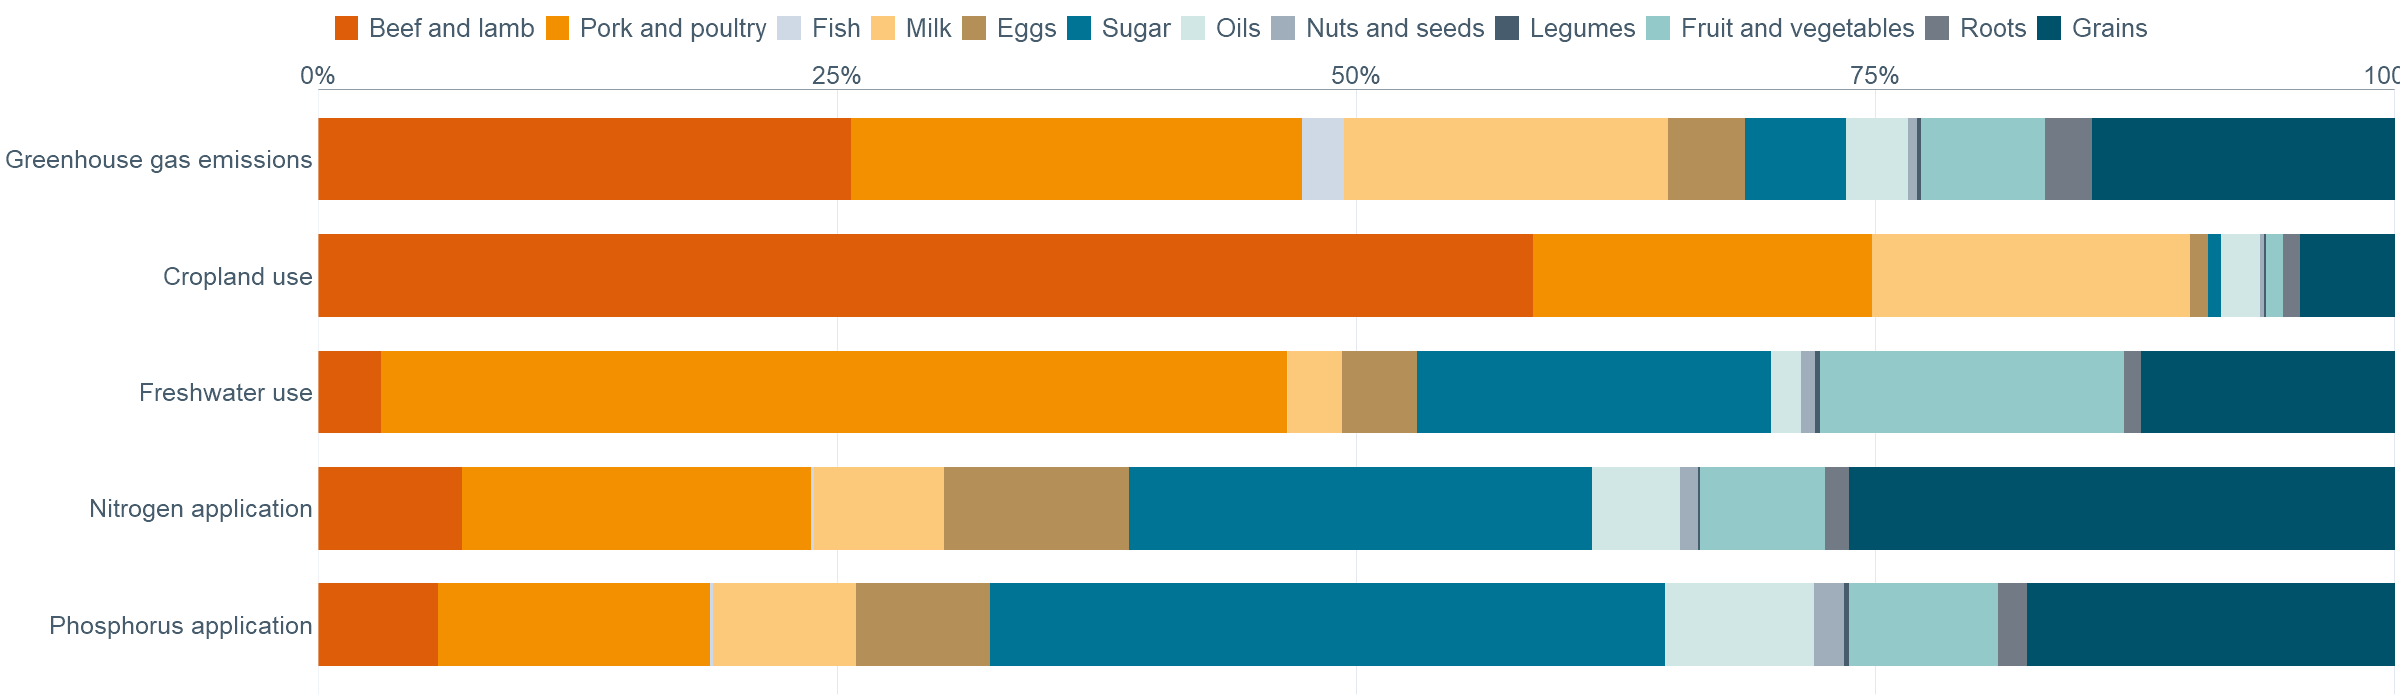 Beef and lamb Pork and poultry Fish Milk Eggs Sugar Oils Nuts and seeds Legumes Fruit and vegetables Roots Grains
0% 25% 50% 75% 100
Greenhouse gas emissions
Cropland use
Freshwater use
Nitrogen application
Phosphorus application